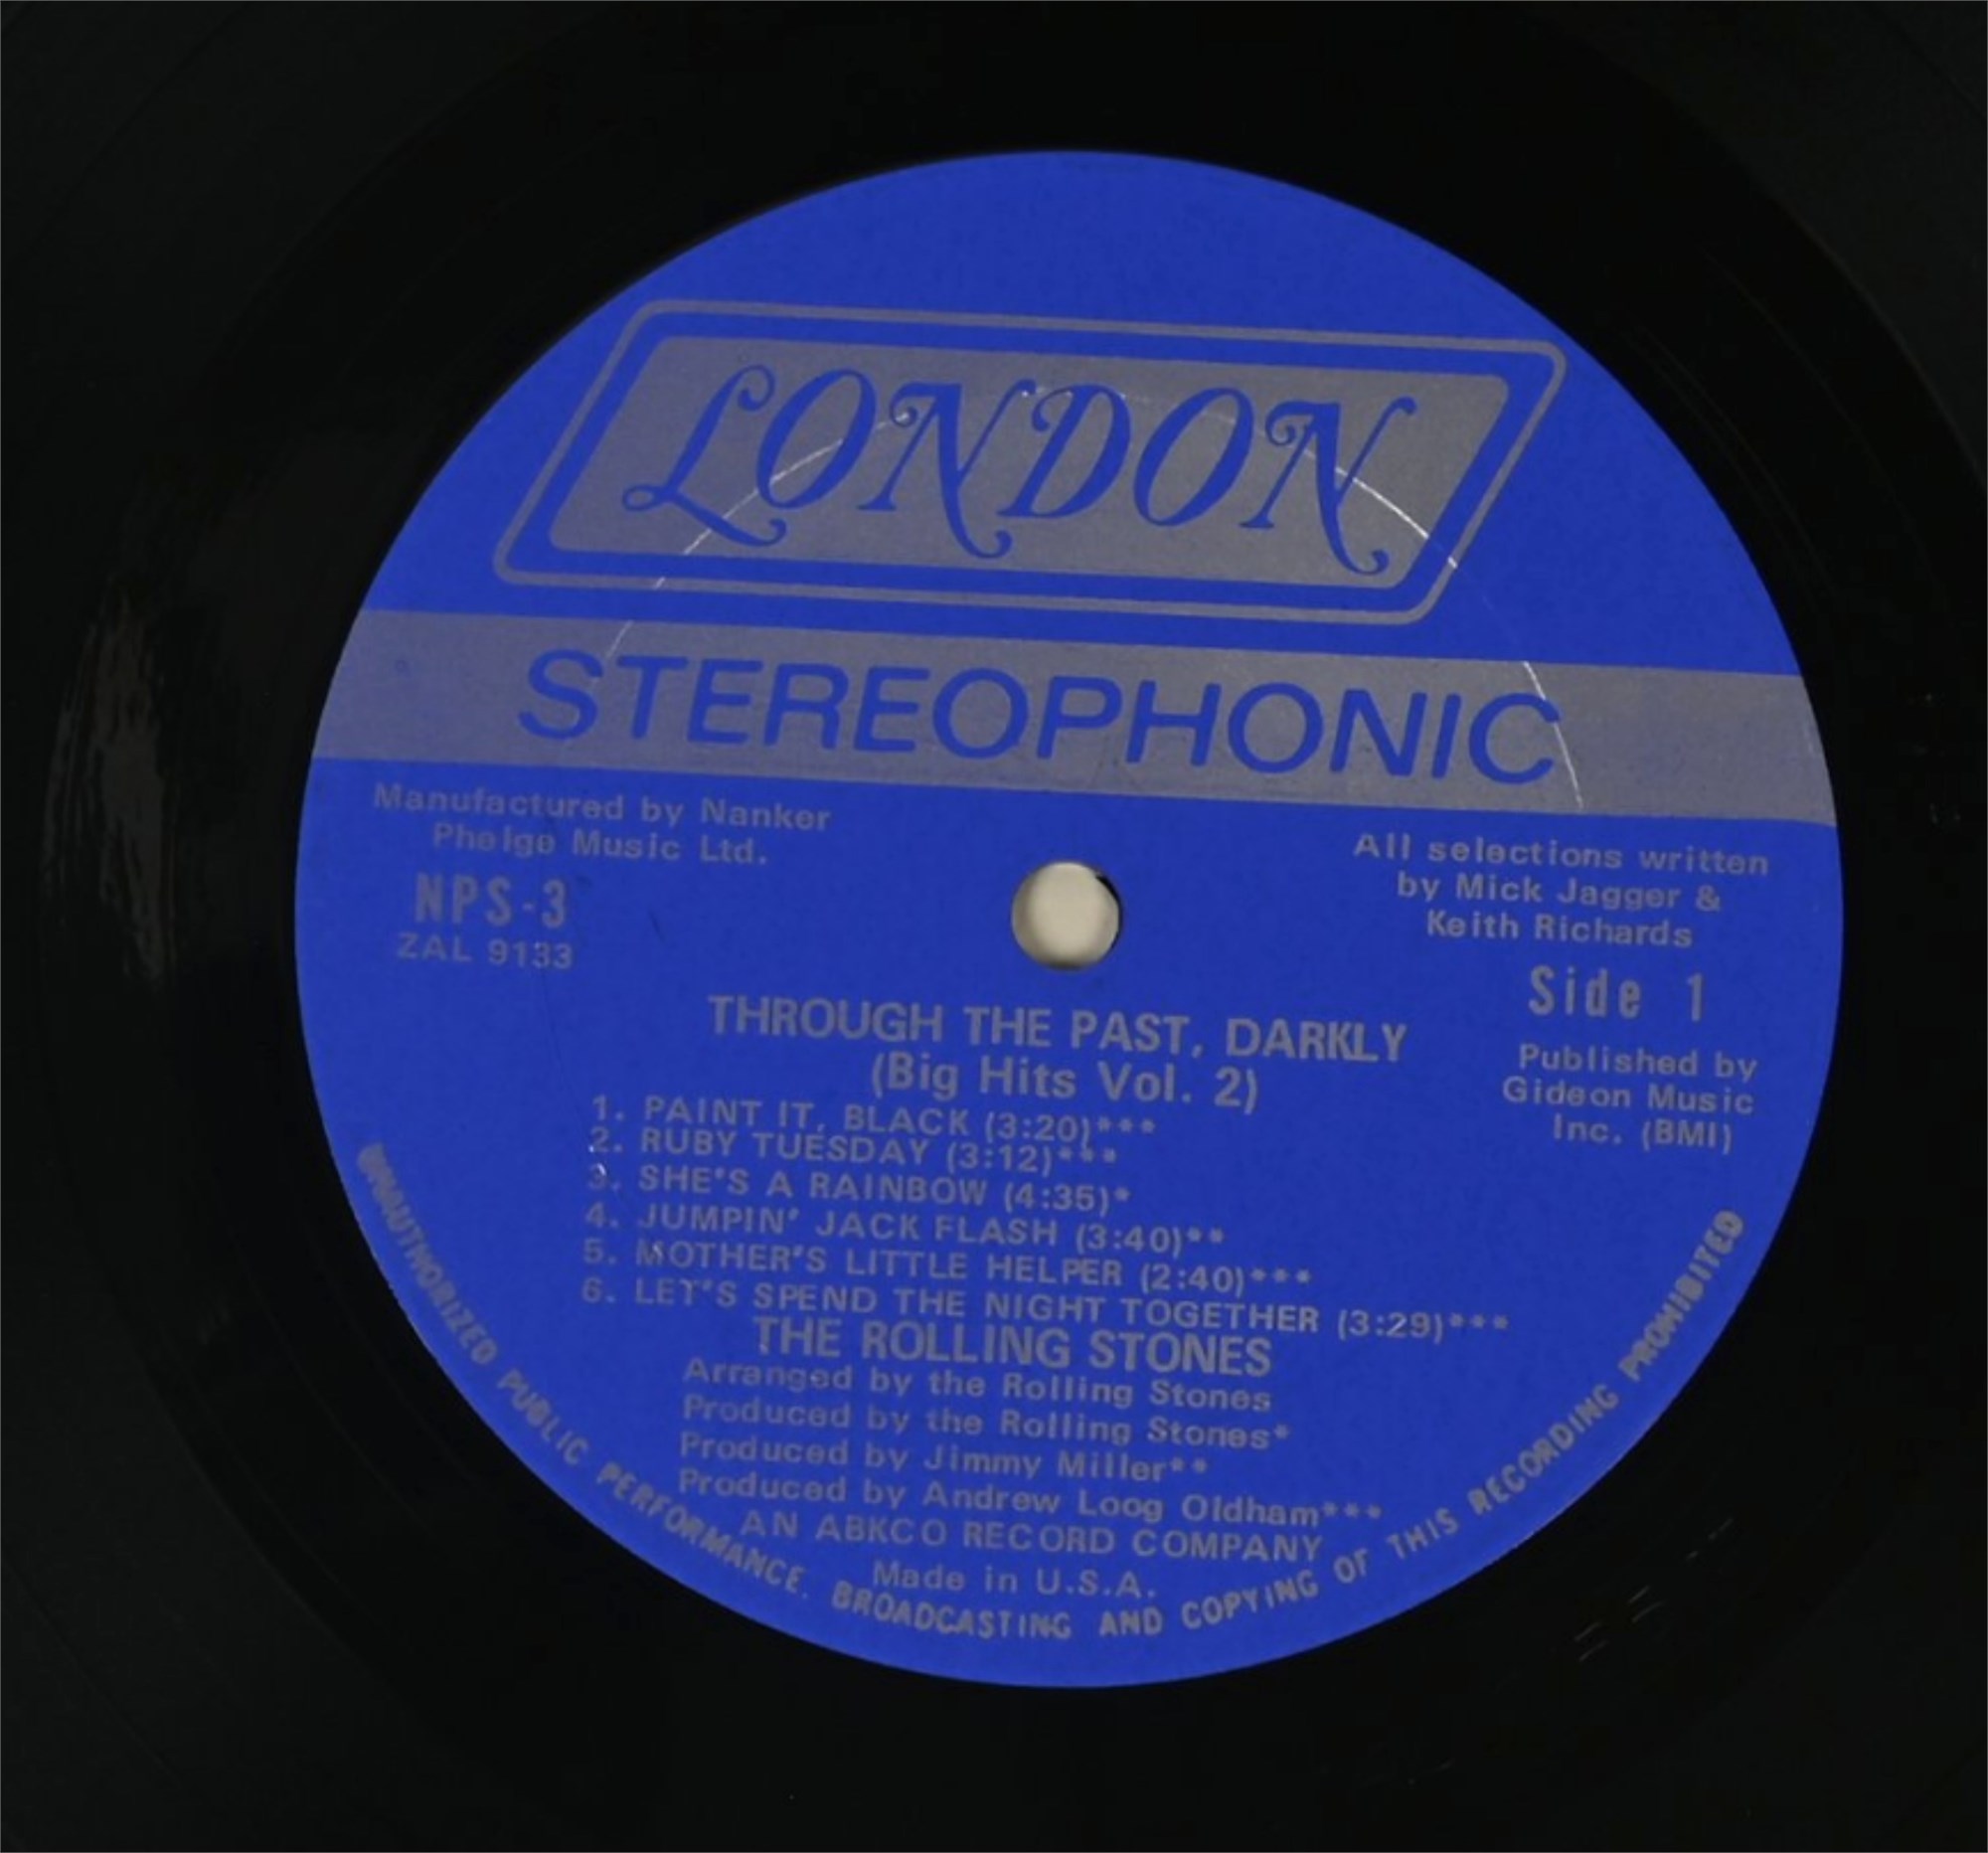 LONDON
STEREOPHONIC
Manufactured by Nanker
Phelge Music Ltd.
NPS-3
ZAL 9133
All selections written
by Mick Jagger &
Keith Richards
Side 1
Published by
Gideon Music
Inc. (BMI)
THROUGH THE PAST, DARKLY
(Big Hits Vol. 2)
1. PAINT IT, BLACK (3:20)***
2. RUBY TUESDAY (3:12)***
3. SHE'S A RAINBOW (4:35)*
4. JUMPIN' JACK FLASH (3:40)**
5. MOTHER'S LITTLE HELPER (2:40)***
6. LET'S SPEND THE NIGHT TOGETHER (3:29)***
THE ROLLING STONES
Arranged by the Rolling Stones
Produced by the Rolling Stones*
Produced by Jimmy Miller**
Produced by Andrew Loog Oldham***
AN ABKCO RECORD COMPANY
Made in U.S.A.
UNAUTHORIZED PUBLIC PERFORMANCE. BROADCASTING AND COPYING OF THIS RECORDING PROHIBITED